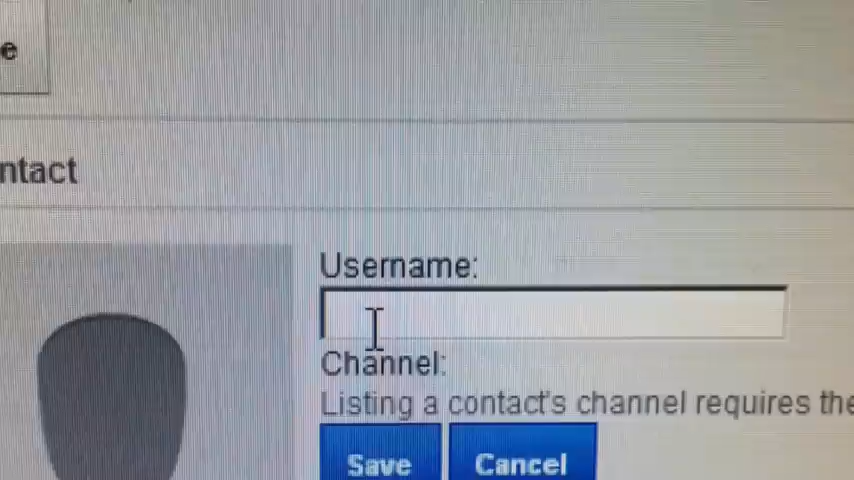 e
ntact
Username:
Channel:
Listing a contact's channel requires the
Save Cancel